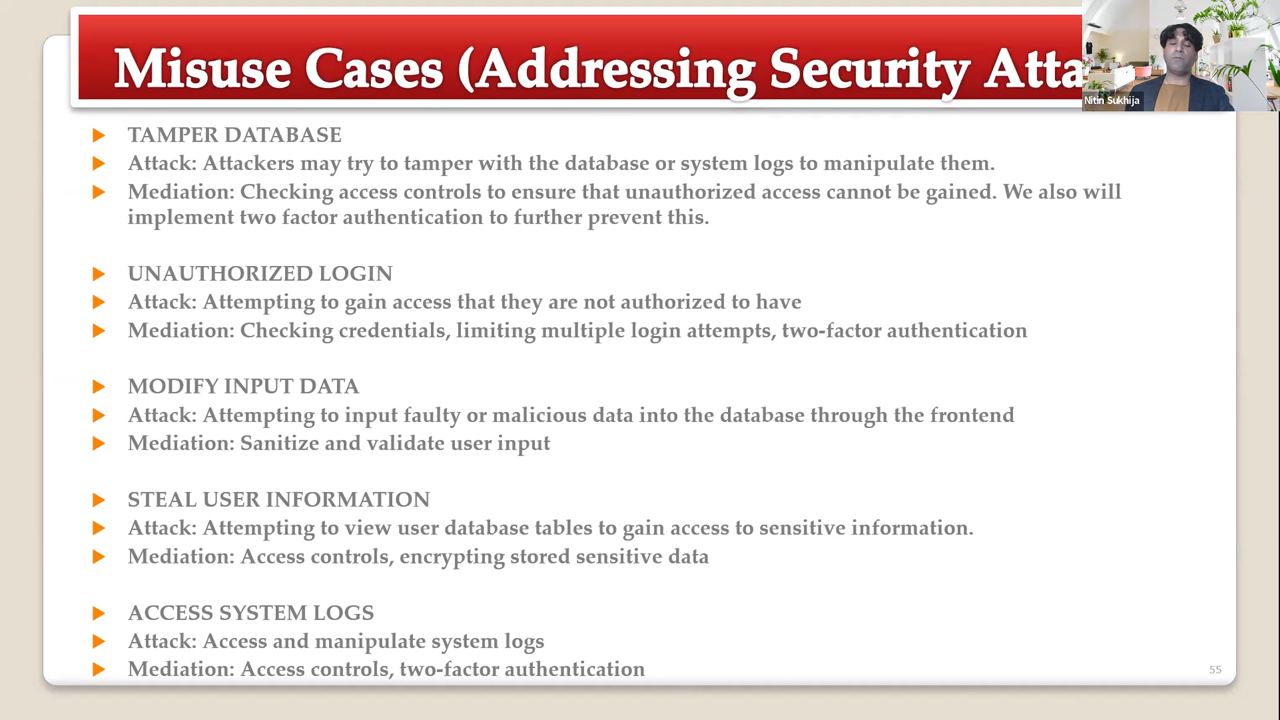 Misuse Cases (Addressing Security Atta
Nitin Sukhija
TAMPER DATABASE
Attack: Attackers may try to tamper with the database or system logs to manipulate them.
Mediation: Checking access controls to ensure that unauthorized access cannot be gained. We also will
implement two factor authentication to further prevent this.
UNAUTHORIZED LOGIN
Attack: Attempting to gain access that they are not authorized to have
Mediation: Checking credentials, limiting multiple login attempts, two-factor authentication
MODIFY INPUT DATA
Attack: Attempting to input faulty or malicious data into the database through the frontend
Mediation: Sanitize and validate user input
STEAL USER INFORMATION
Attack: Attempting to view user database tables to gain access to sensitive information.
Mediation: Access controls, encrypting stored sensitive data
ACCESS SYSTEM LOGS
Attack: Access and manipulate system logs
Mediation: Access controls, two-factor authentication
55